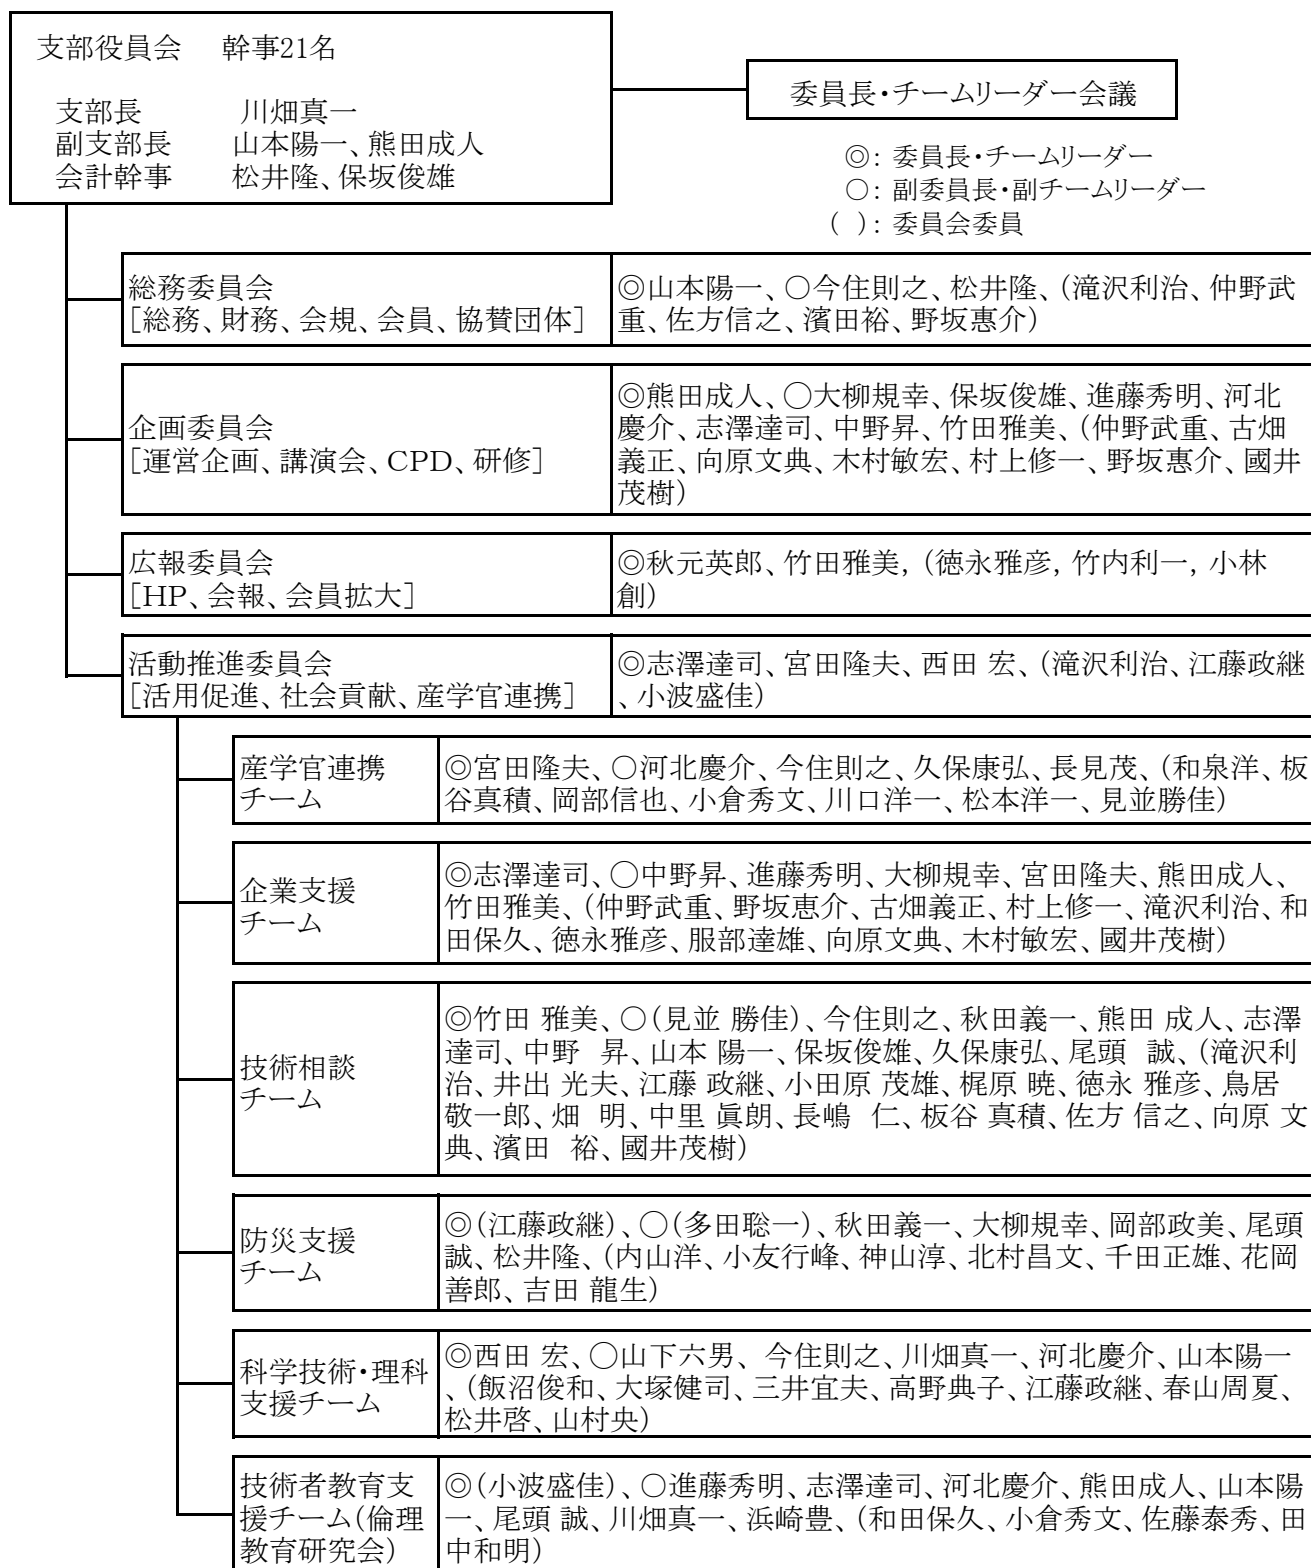 支部役員会　幹事21名
支部長　川畑真一
副支部長　山本陽一、熊田成人
会計幹事　松井隆、保坂俊雄
委員長・チームリーダー会議
◎：委員長・チームリーダー
○：副委員長・副チームリーダー
（ ）：委員会委員
総務委員会
［総務、財務、会規、会員、協賛団体］
◎山本陽一、○今住則之、松井隆、（滝沢利治、仲野武
重、佐方信之、濱田裕、野坂惠介）
企画委員会
［運営企画、講演会、CPD、研修］
◎熊田成人、○大柳規幸、保坂俊雄、進藤秀明、河北
慶介、志澤達司、中野昇、竹田雅美、（仲野武重、古畑
義正、向原文典、木村敏宏、村上修一、野坂惠介、國井
茂樹）
広報委員会
［HP、会報、会員拡大］
◎秋元英郎、竹田雅美, （徳永雅彦, 竹内利一, 小林
創）
活動推進委員会
［活用促進、社会貢献、産学官連携］
◎志澤達司、宮田隆夫、西田 宏、（滝沢利治、江藤政継
、小波盛佳）
産学官連携
チーム
◎宮田隆夫、○河北慶介、今住則之、久保康弘、長見茂、（和泉洋、板
谷真積、岡部信也、小倉秀文、川口洋一、松本洋一、見並勝佳）
企業支援
チーム
◎志澤達司、○中野昇、進藤秀明、大柳規幸、宮田隆夫、熊田成人、
竹田雅美、（仲野武重、野坂恵介、古畑義正、村上修一、滝沢利治、和
田保久、徳永雅彦、服部達雄、向原文典、木村敏宏、國井茂樹）
技術相談
チーム
◎竹田 雅美、○（見並 勝佳）、今住則之、秋田義一、熊田 成人、志澤
達司、中野　昇、山本 陽一、保坂俊雄、久保康弘、尾頭　誠、（滝沢利
治、井出 光夫、江藤 政継、小田原 茂雄、梶原 暁、徳永 雅彦、鳥居
敬一郎、畑　明、中里 眞朗、長嶋　仁、板谷 真積、佐方 信之、向原 文
典、濱田　裕、國井茂樹）
防災支援
チーム
◎（江藤政継）、○（多田聡一）、秋田義一、大柳規幸、岡部政美、尾頭
誠、松井隆、（内山洋、小友行峰、神山淳、北村昌文、千田正雄、花岡
善郎、吉田 龍生）
科学技術・理科
支援チーム
◎西田 宏、○山下六男、 今住則之、川畑真一、河北慶介、山本陽一
、（飯沼俊和、大塚健司、三井宜夫、高野典子、江藤政継、春山周夏、
松井啓、山村央）
技術者教育支
援チーム（倫理
教育研究会）
◎（小波盛佳）、○進藤秀明、志澤達司、河北慶介、熊田成人、山本陽
一、尾頭 誠、川畑真一、浜崎豊、（和田保久、小倉秀文、佐藤泰秀、田
中和明）